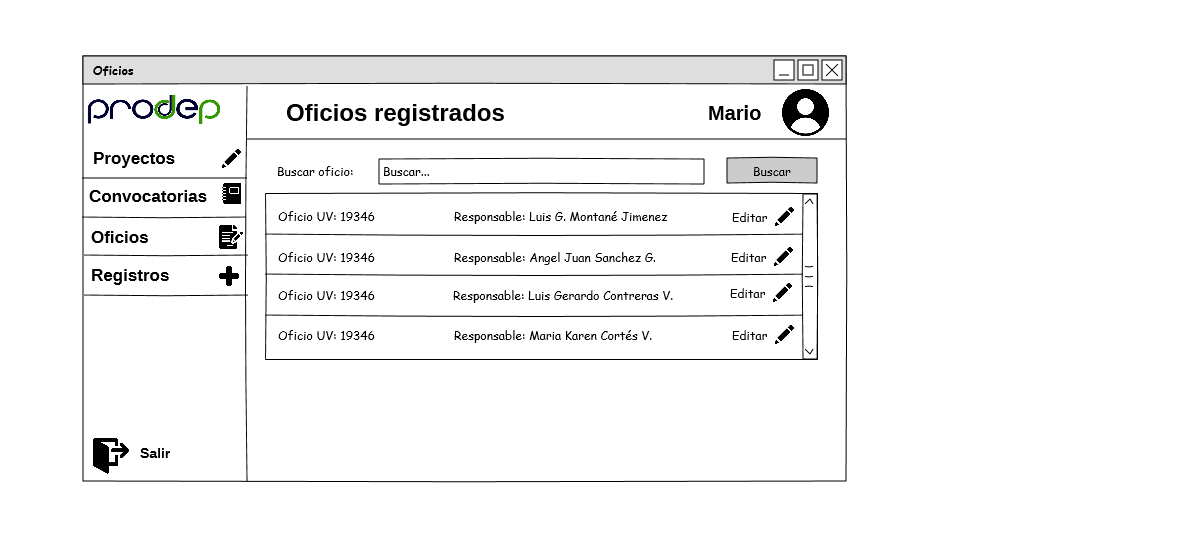 Oficios
prodep
Oficios registrados
Mario
Proyectos
Convocatorias
Oficios
Registros
Salir
Buscar oficio:
Buscar...
Buscar
Oficio UV: 19346 Responsable: Luis G. Montané Jimenez Editar
Oficio UV: 19346 Responsable: Angel Juan Sanchez G. Editar
Oficio UV: 19346 Responsable: Luis Gerardo Contreras V. Editar
Oficio UV: 19346 Responsable: Maria Karen Cortés V. Editar